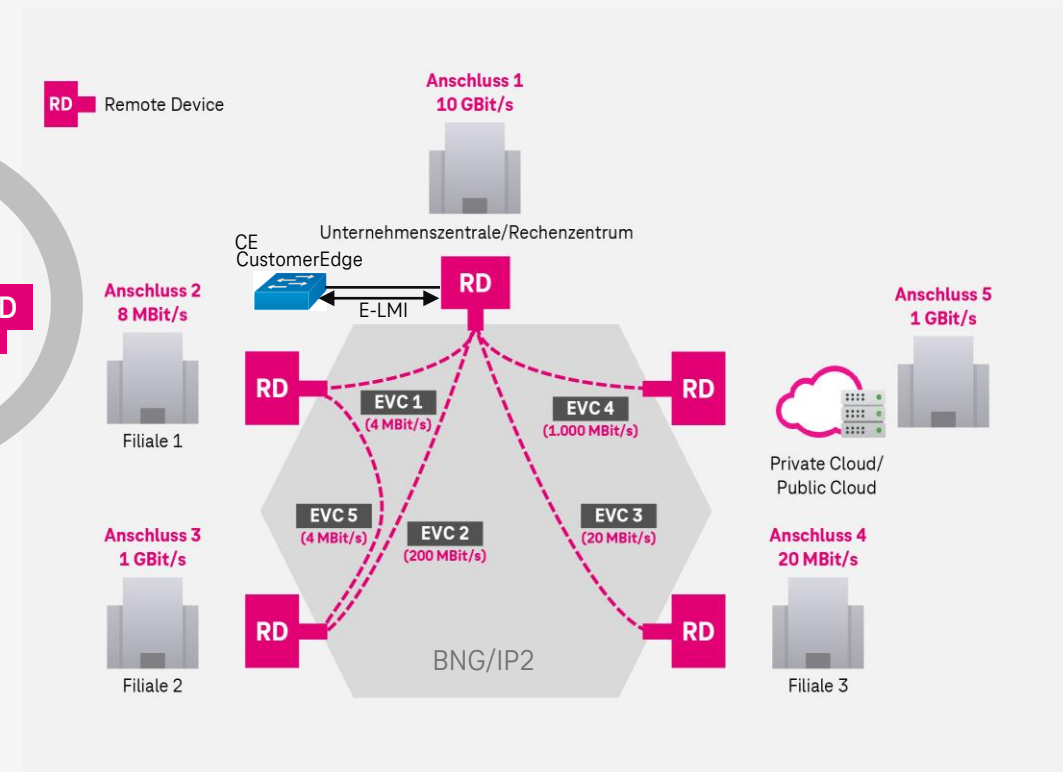 RD Remote Device
Anschluss 1
10 GBit/s
Unternehmenszentrale/Rechenzentrum
CE
CustomerEdge
E-LMI
RD
D
Anschluss 2
8 MBit/s
Filiale 1
RD
EVC 1
(4 MBit/s)
EVC 4
(1.000 MBit/s)
RD
Anschluss 5
1 GBit/s
Private Cloud/
Public Cloud
Anschluss 3
1 GBit/s
Filiale 2
RD
EVC 5
(4 MBit/s)
EVC 2
(200 MBit/s)
EVC 3
(20 MBit/s)
RD
Anschluss 4
20 MBit/s
Filiale 3
BNG/IP2